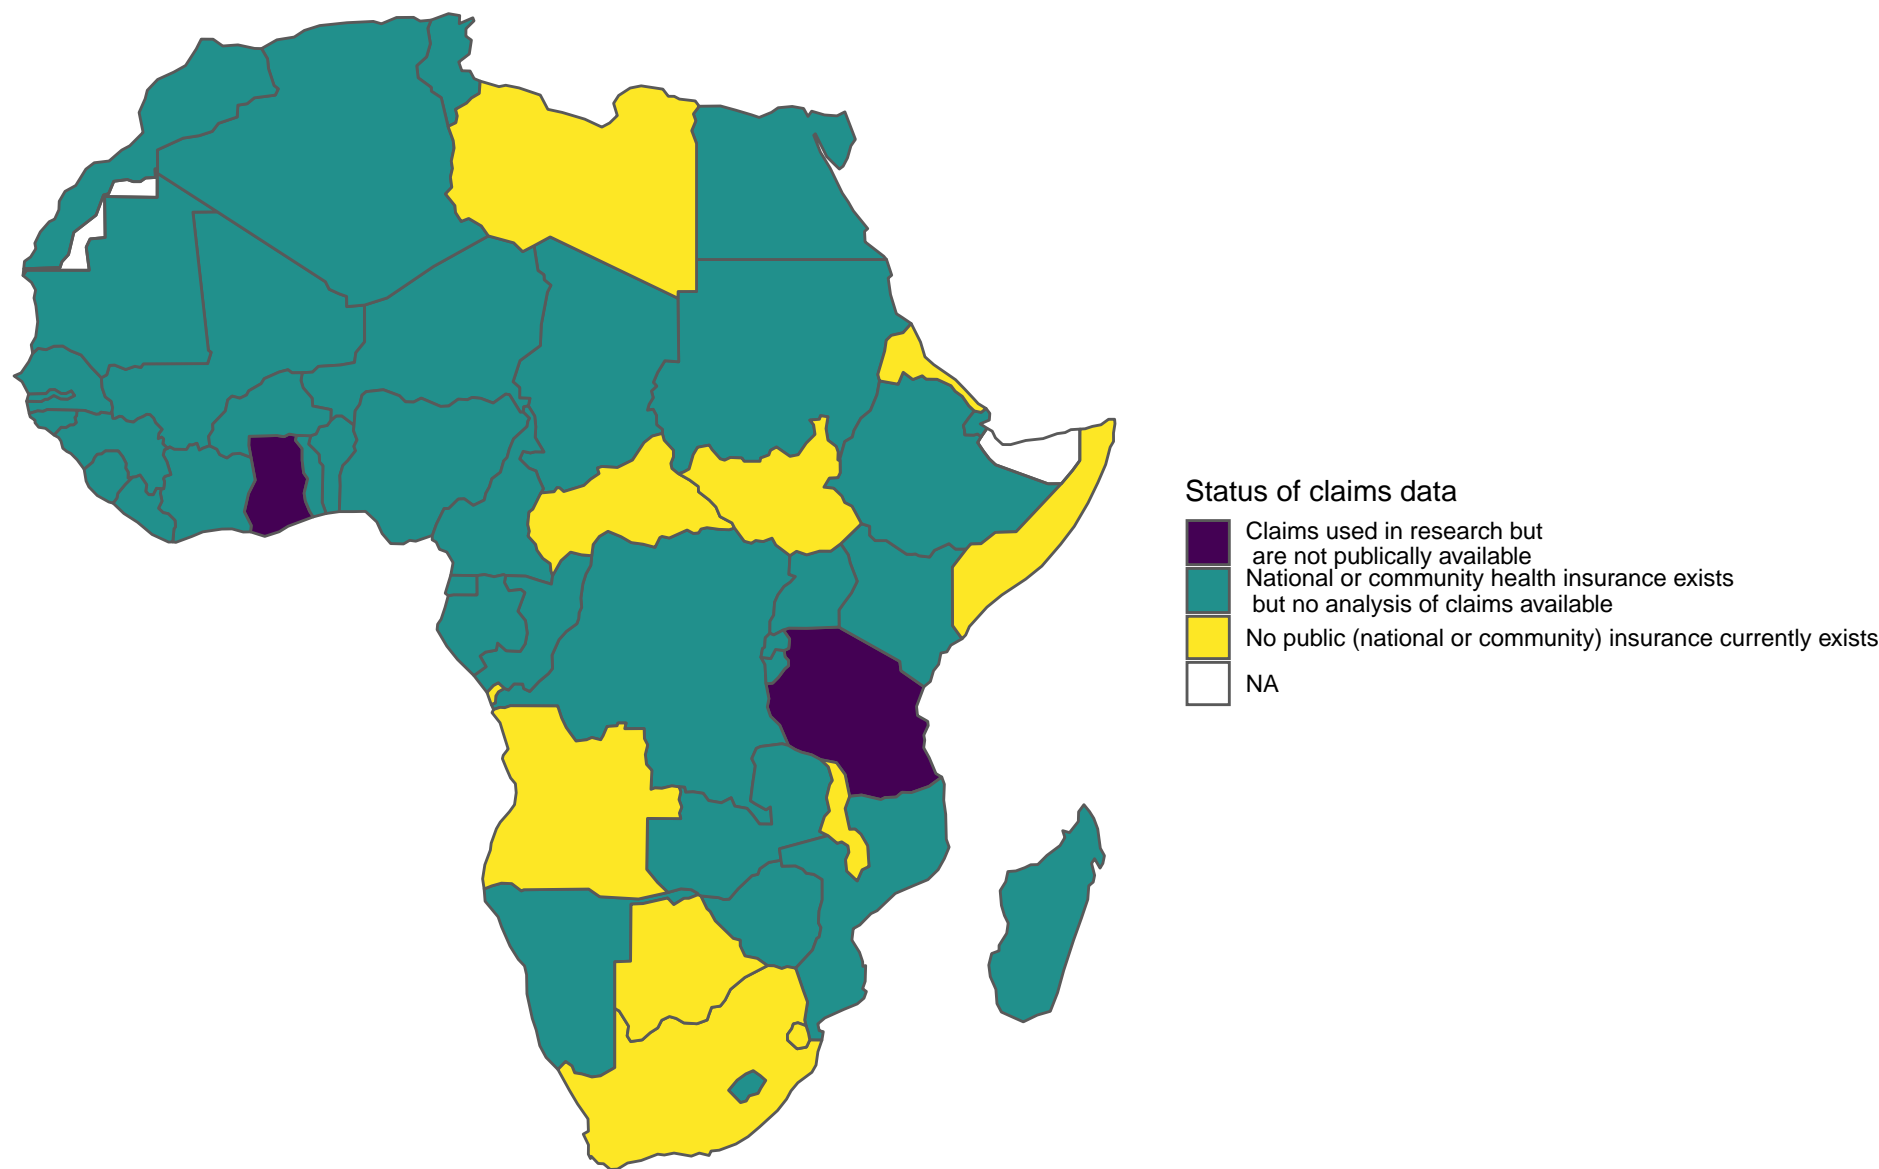 Status of claims data
Claims used in research but
are not publically available
National or community health insurance exists
but no analysis of claims available
No public (national or community) insurance currently exists
NA